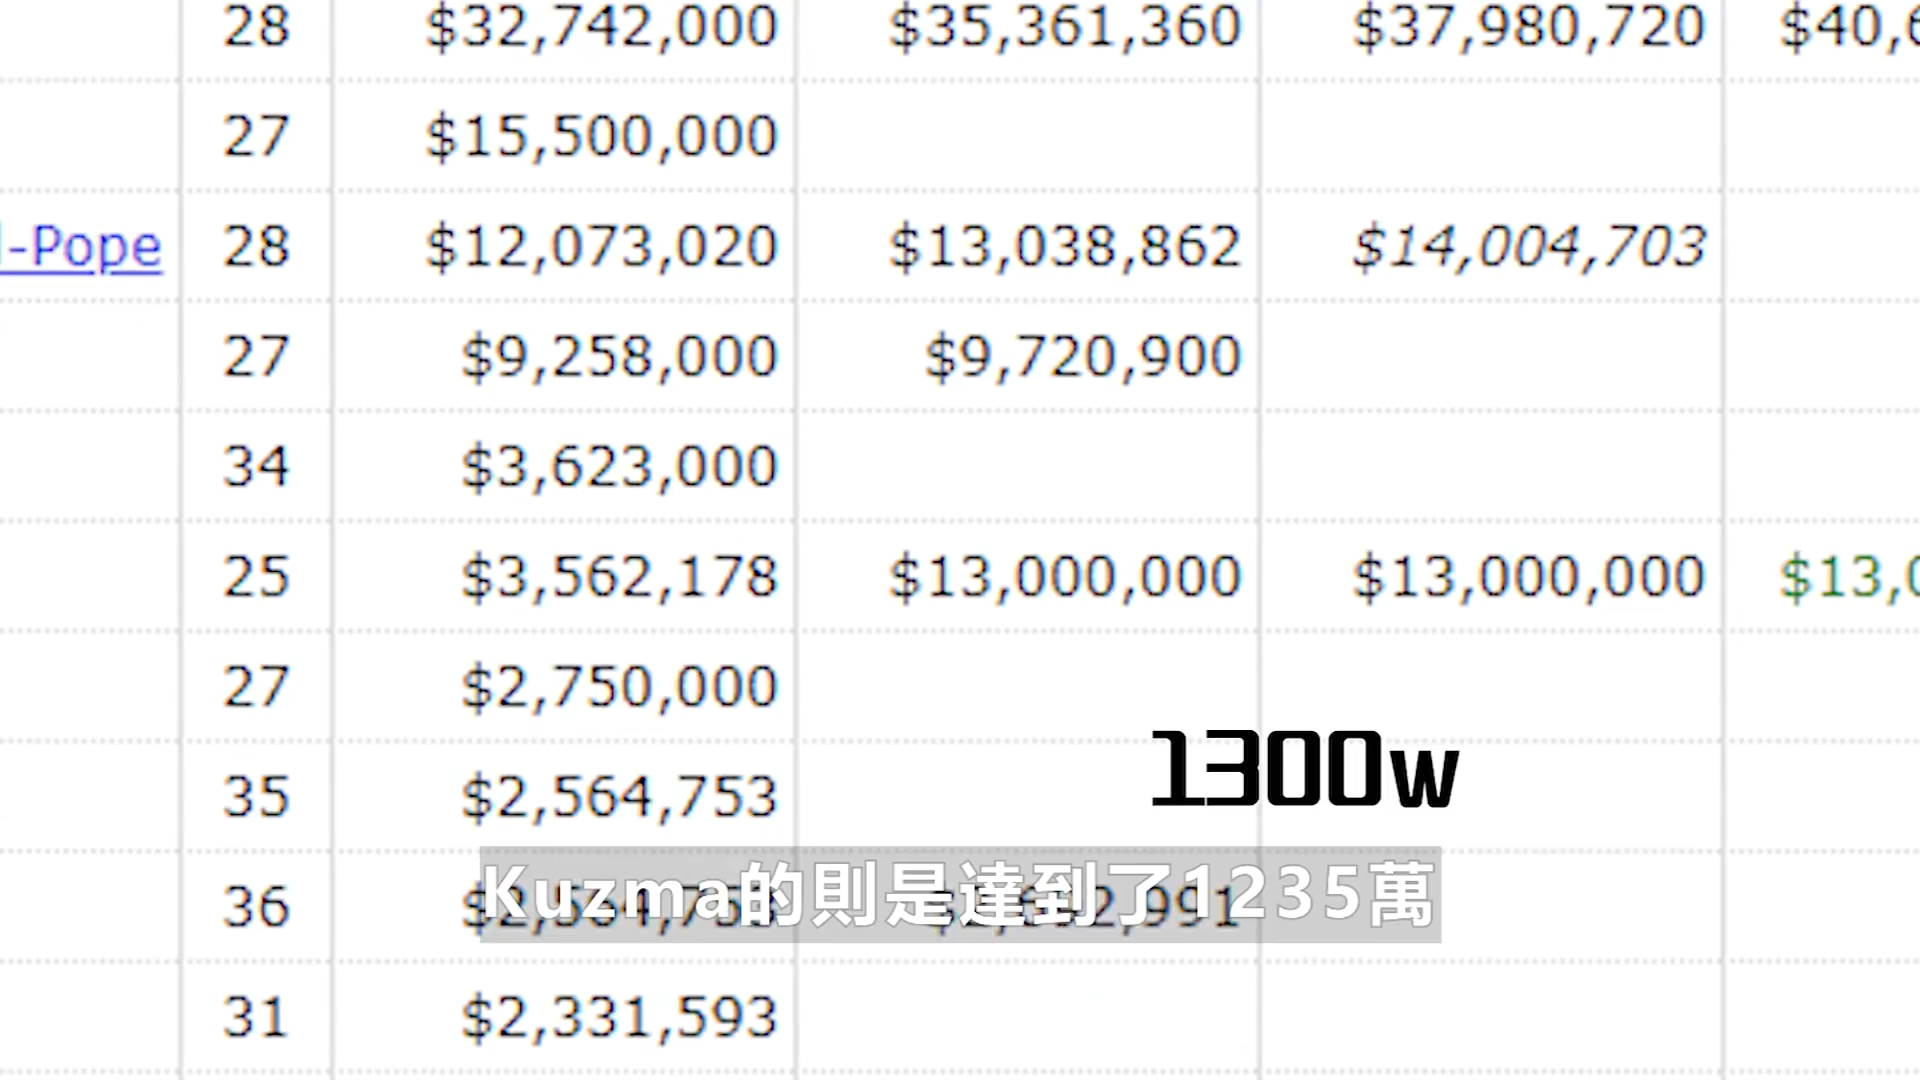 28 $32,742,000 $35,361,360 $37,980,720 $40,6
27 $15,500,000
l-Pope 28 $12,073,020 $13,038,862 $14,004,703
27 $9,258,000 $9,720,900
34 $3,623,000
25 $3,562,178 $13,000,000 $13,000,000 $13,0
27 $2,750,000
1300w
35 $2,564,753
36
Kuzma的則是達到了1235萬
31 $2,331,593